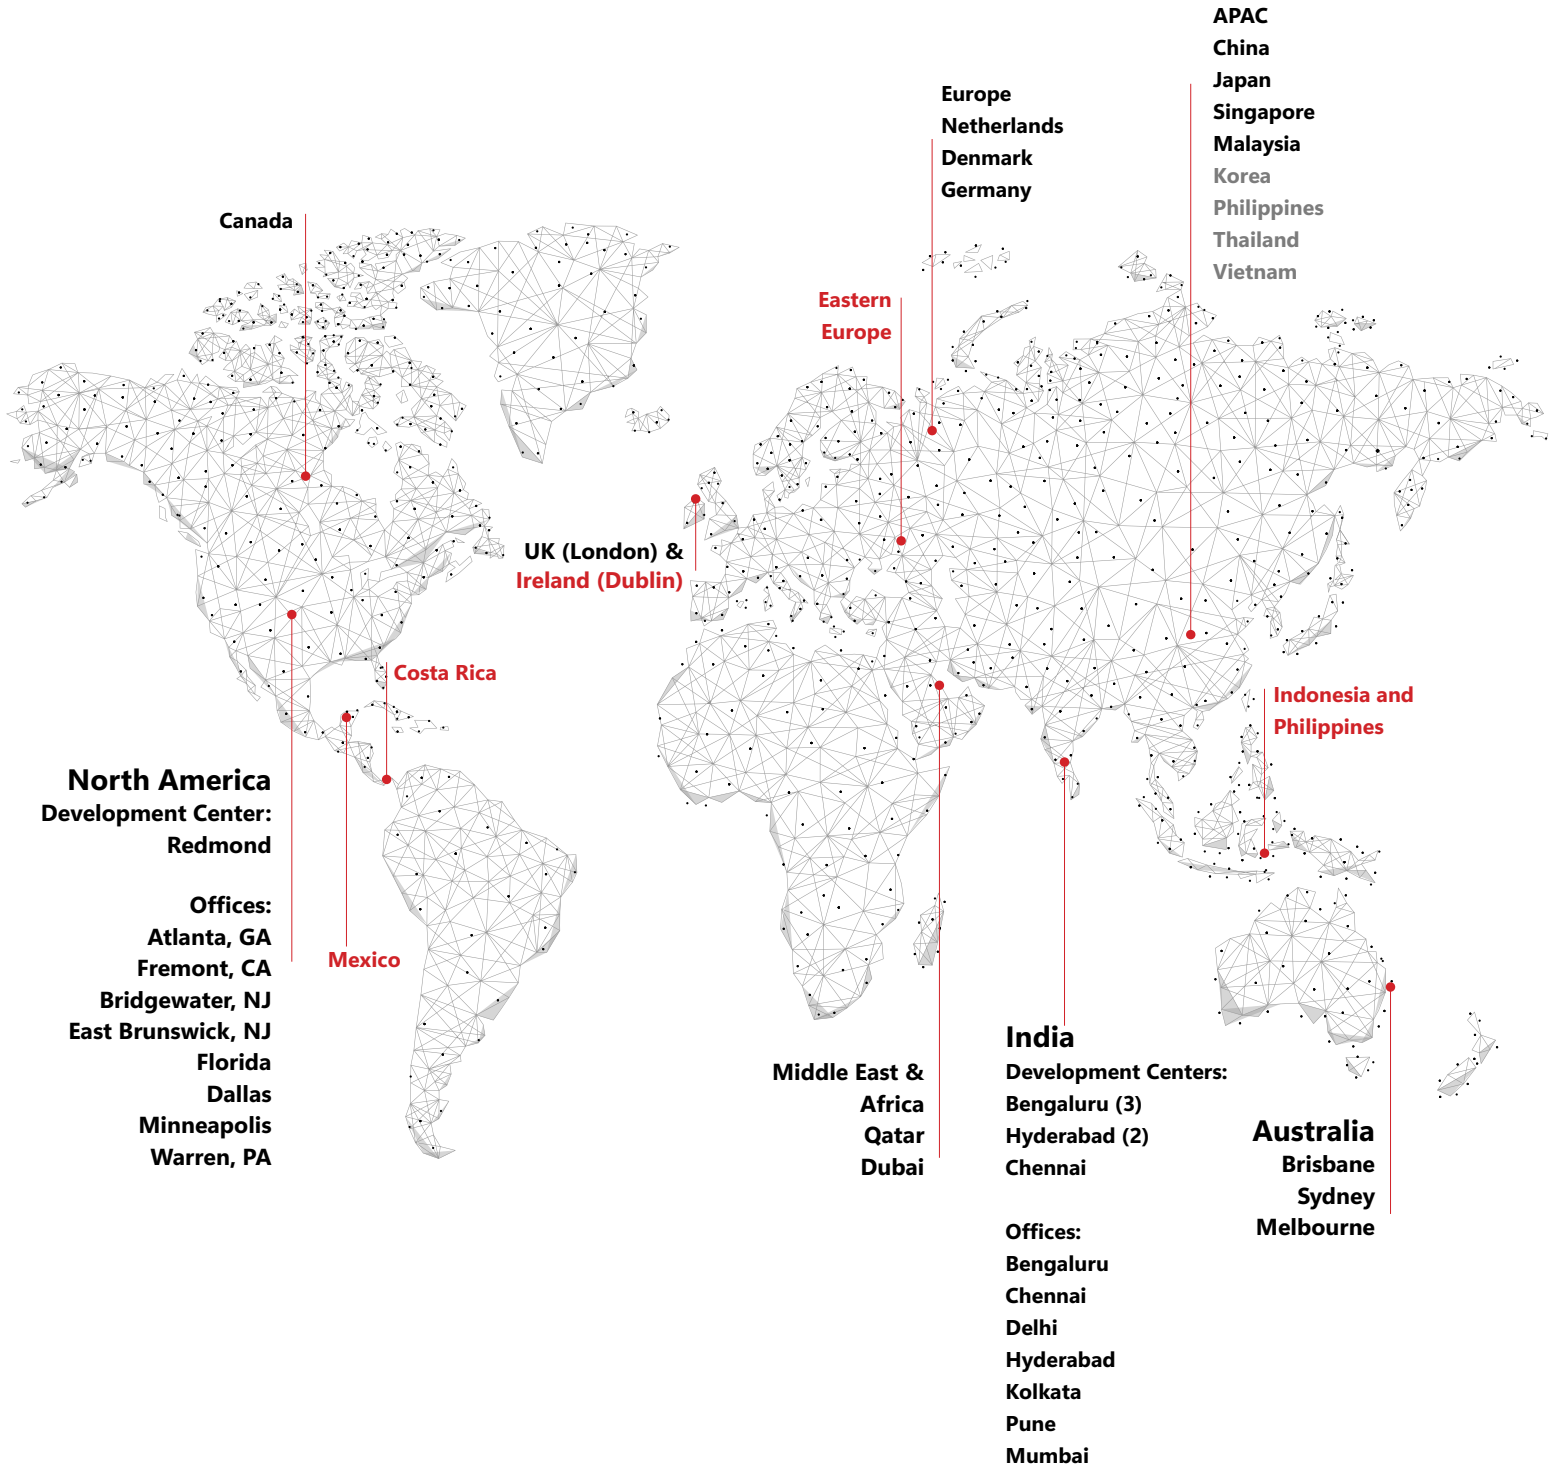 APAC
China
Japan
Singapore
Malaysia
Korea
Philippines
Thailand
Vietnam
Europe
Netherlands
Denmark
Germany
Canada
Eastern
Europe
UK (London) &
Ireland (Dublin)
Costa Rica
Indonesia and
Philippines
North America
Development Center:
Redmond
Offices:
Atlanta, GA
Fremont, CA
Bridgewater, NJ
East Brunswick, NJ
Florida
Dallas
Minneapolis
Warren, PA
Mexico
Middle East &
Africa
Qatar
Dubai
India
Development Centers:
Bengaluru (3)
Hyderabad (2)
Chennai
Offices:
Bengaluru
Chennai
Delhi
Hyderabad
Kolkata
Pune
Mumbai
Australia
Brisbane
Sydney
Melbourne